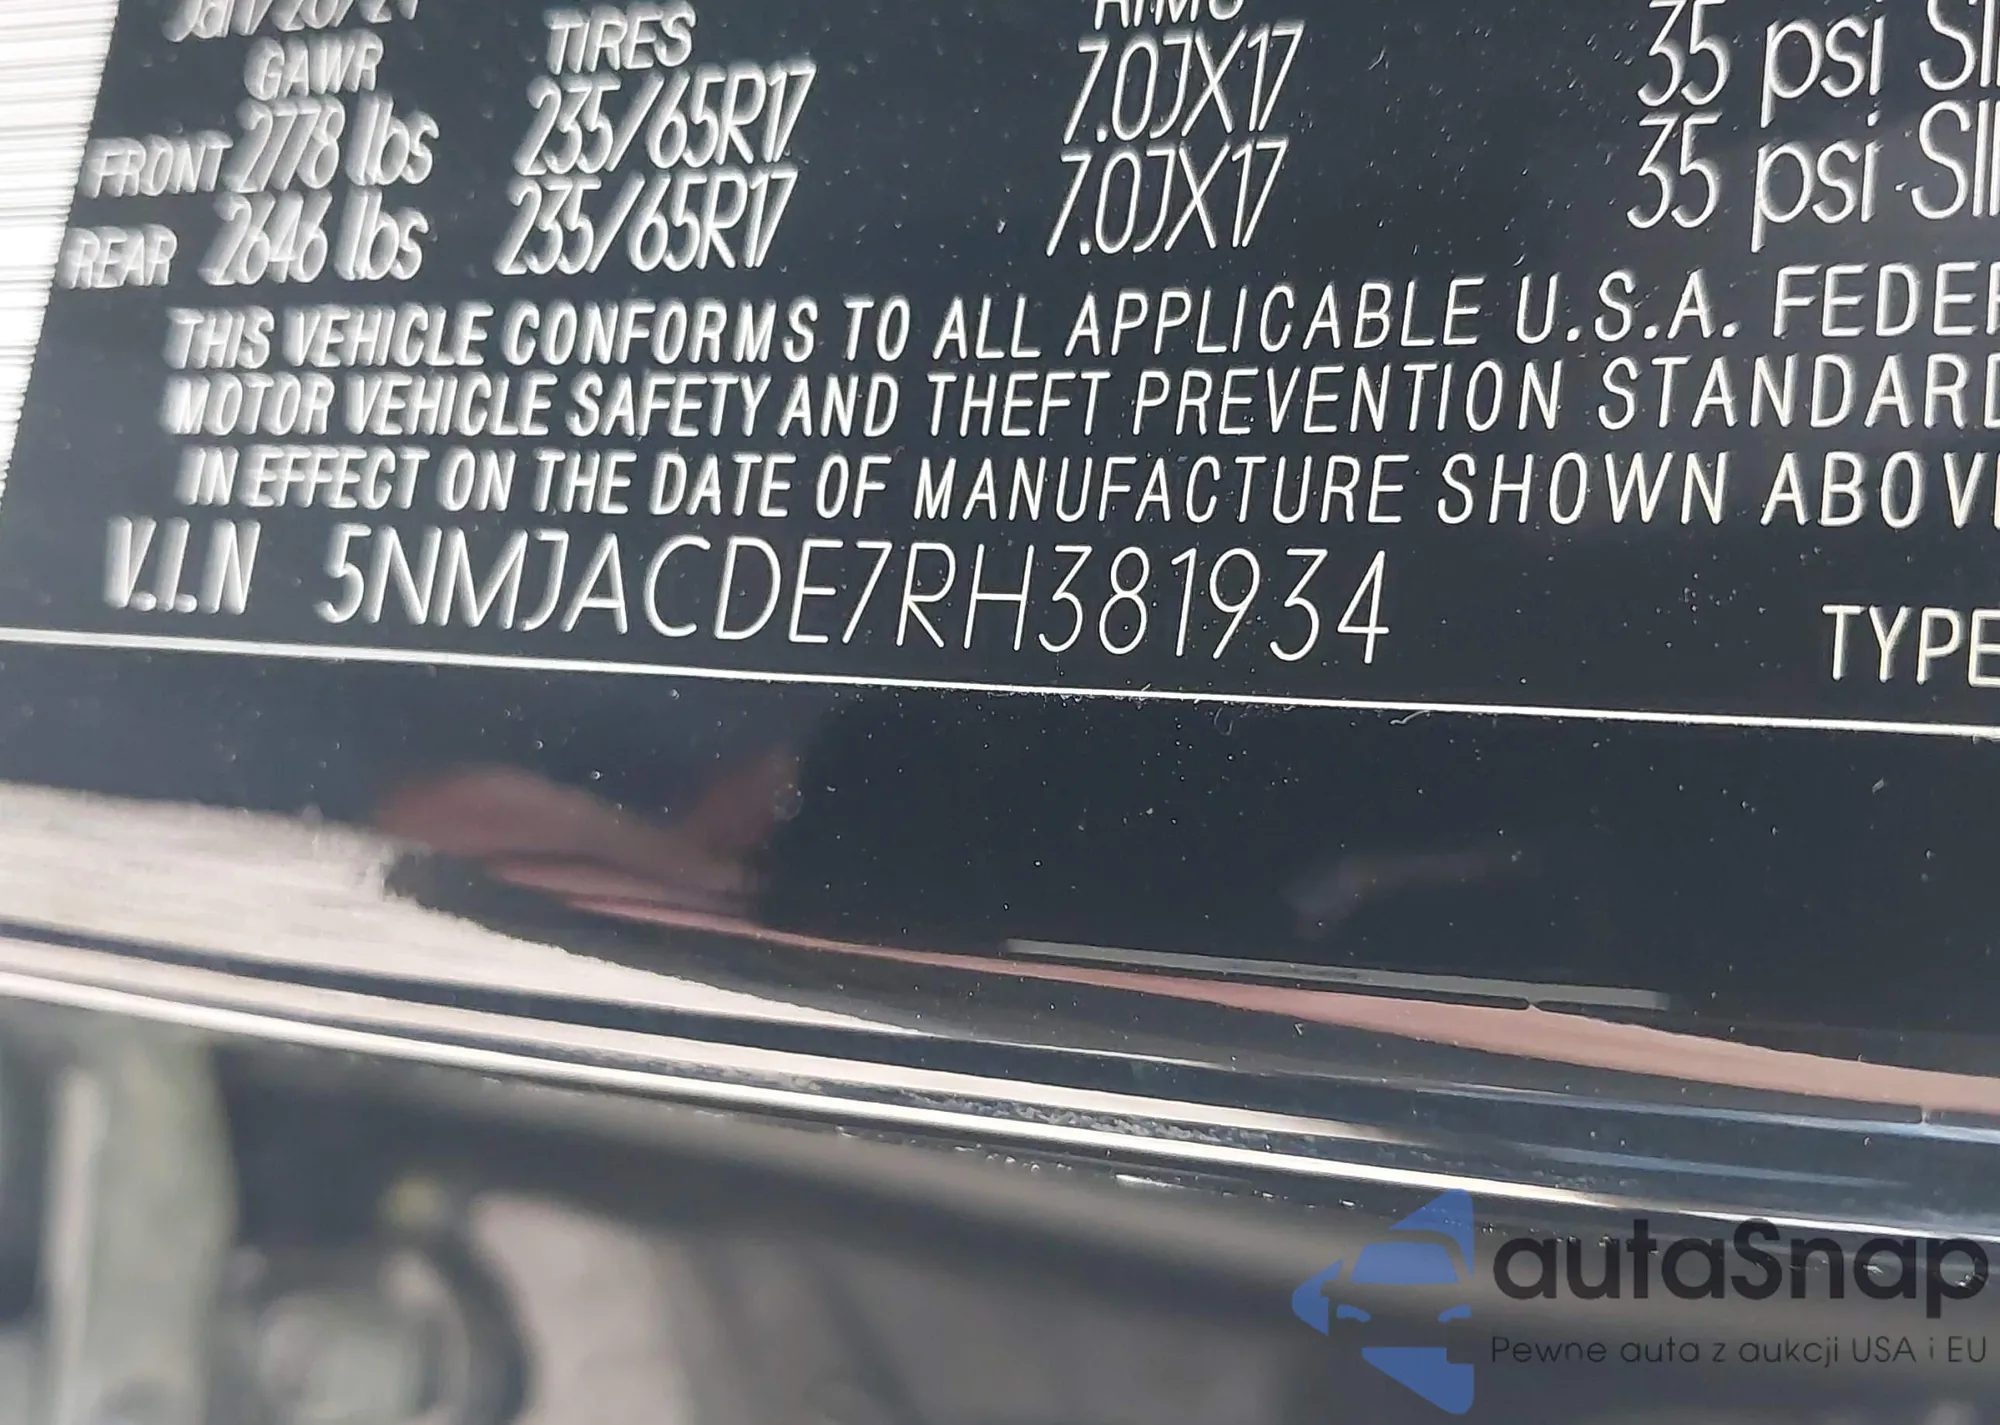 GAWR TIRES RIMS
FRONT 2778 lbs 235/65R17 7.0JX17 35 psi
REAR 2646 lbs 235/65R17 7.0JX17 35 psi
THIS VEHICLE CONFORMS TO ALL APPLICABLE U.S.A. FEDER
MOTOR VEHICLE SAFETY AND THEFT PREVENTION STANDARD
IN EFFECT ON THE DATE OF MANUFACTURE SHOWN ABOV
V.I.N 5NMJACDE7RH381934
TYPE
autaSnap
Pewne auta z aukcji USA i EU